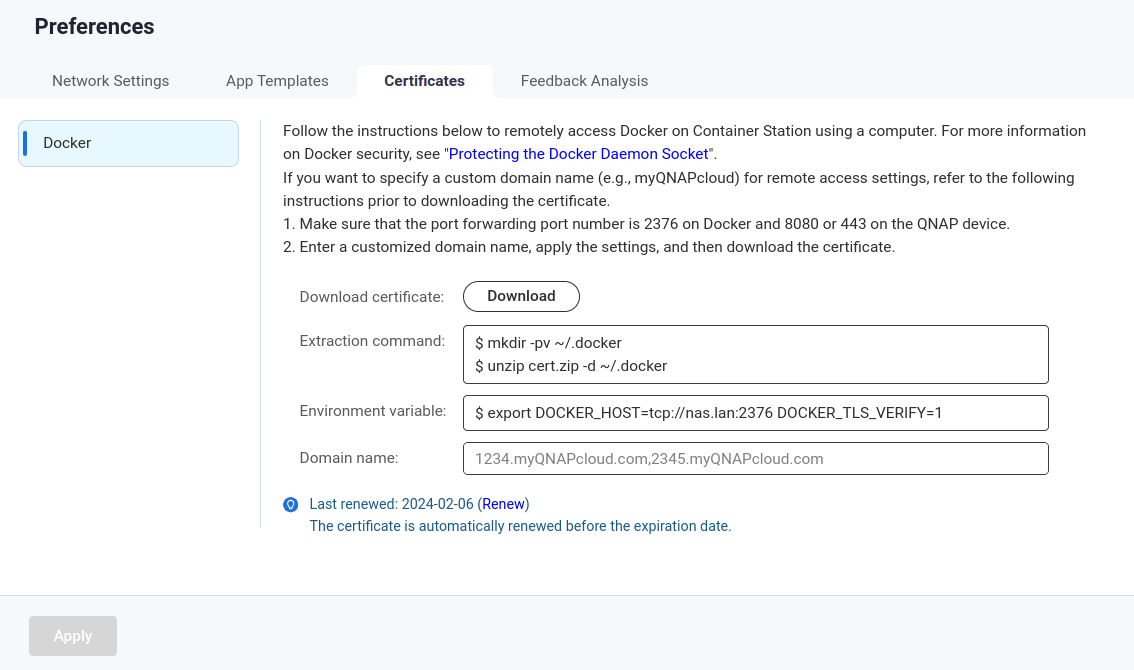 Preferences
Network Settings
App Templates
Certificates
Feedback Analysis
Docker
Follow the instructions below to remotely access Docker on Container Station using a computer. For more information
on Docker security, see "Protecting the Docker Daemon Socket".
If you want to specify a custom domain name (e.g., myQNAPcloud) for remote access settings, refer to the following
instructions prior to downloading the certificate.
1. Make sure that the port forwarding port number is 2376 on Docker and 8080 or 443 on the QNAP device.
2. Enter a customized domain name, apply the settings, and then download the certificate.
Download certificate: Download
Extraction command: $ mkdir -pv ~/.docker
$ unzip cert.zip -d ~/.docker
Environment variable: $ export DOCKER_HOST=tcp://nas.lan:2376 DOCKER_TLS_VERIFY=1
Domain name: 1234.myQNAPcloud.com,2345.myQNAPcloud.com
Last renewed: 2024-02-06 (Renew)
The certificate is automatically renewed before the expiration date.
Apply